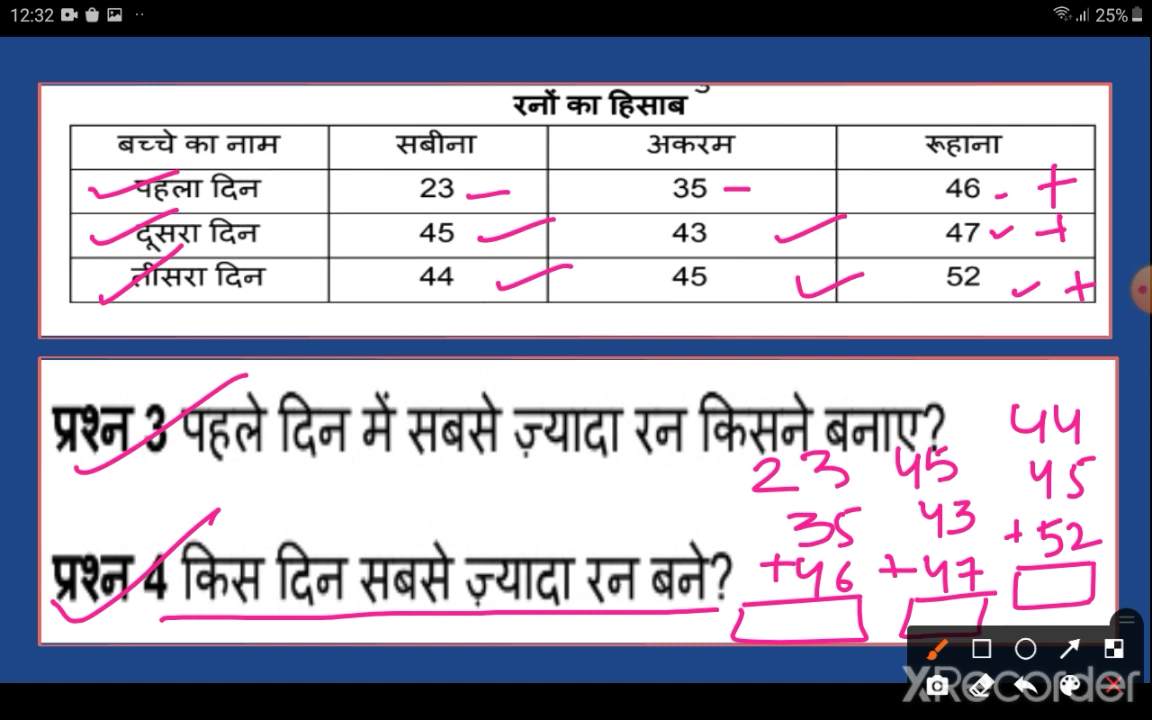 12:32 25%
रनों का हिसाब
बच्चे का नाम सबीना अकरम रूहाना
पहला दिन 23 35 46
दूसरा दिन 45 43 47
तीसरा दिन 44 45 52
प्रश्न 3 पहले दिन में सबसे ज़्यादा रन किसने बनाए?
44
23 45 45
35 43 +52
प्रश्न 4 किस दिन सबसे ज़्यादा रन बने? +46 +47
XRecorder